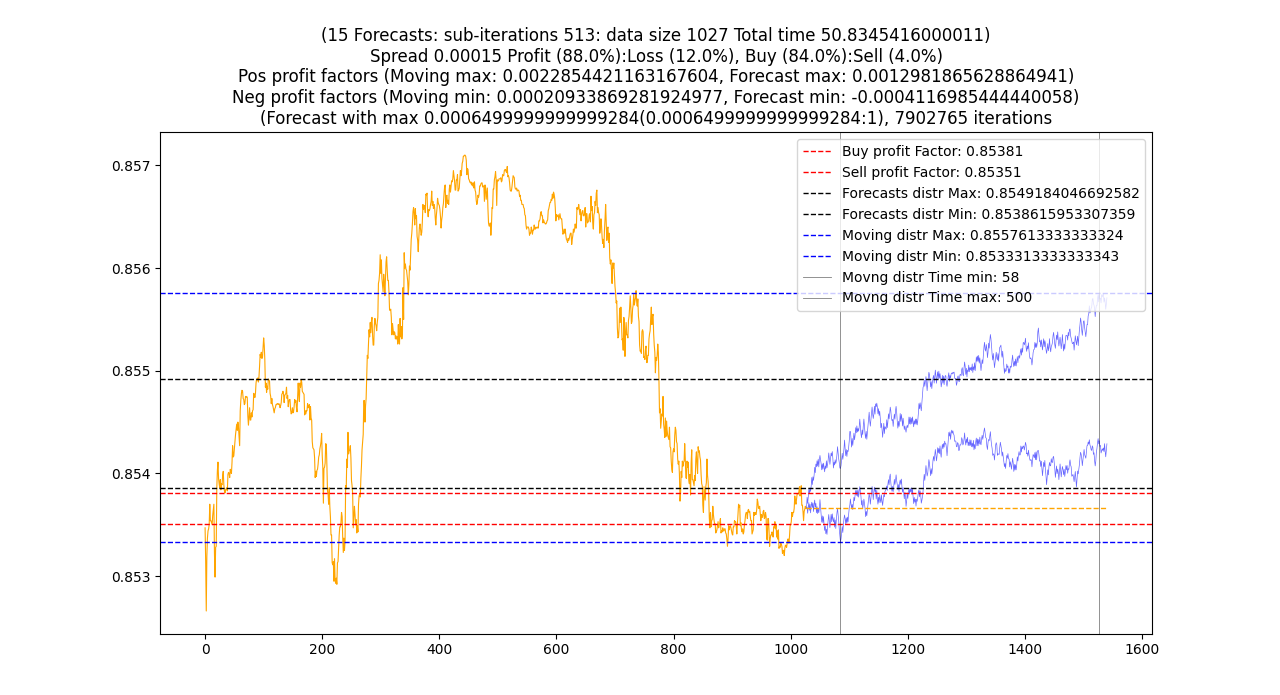 (15 Forecasts: sub-iterations 513: data size 1027 Total time 50.8345416000011)
Spread 0.00015 Profit (88.0%):Loss (12.0%), Buy (84.0%):Sell (4.0%)
Pos profit factors (Moving max: 0.0022854421163167604, Forecast max: 0.0012981865628864941)
Neg profit factors (Moving min: 0.00020933869281924977, Forecast min: -0.0004116985444440058)
(Forecast with max 0.0006499999999999284(0.0006499999999999284:1), 7902765 iterations
Buy profit Factor: 0.85381
Sell profit Factor: 0.85351
Forecasts distr Max: 0.8549184046692582
Forecasts distr Min: 0.8538615953307359
Moving distr Max: 0.8557613333333324
Moving distr Min: 0.8533313333333343
Movng distr Time min: 58
Movng distr Time max: 500
0.857
0.856
0.855
0.854
0.853
0 200 400 600 800 1000 1200 1400 1600